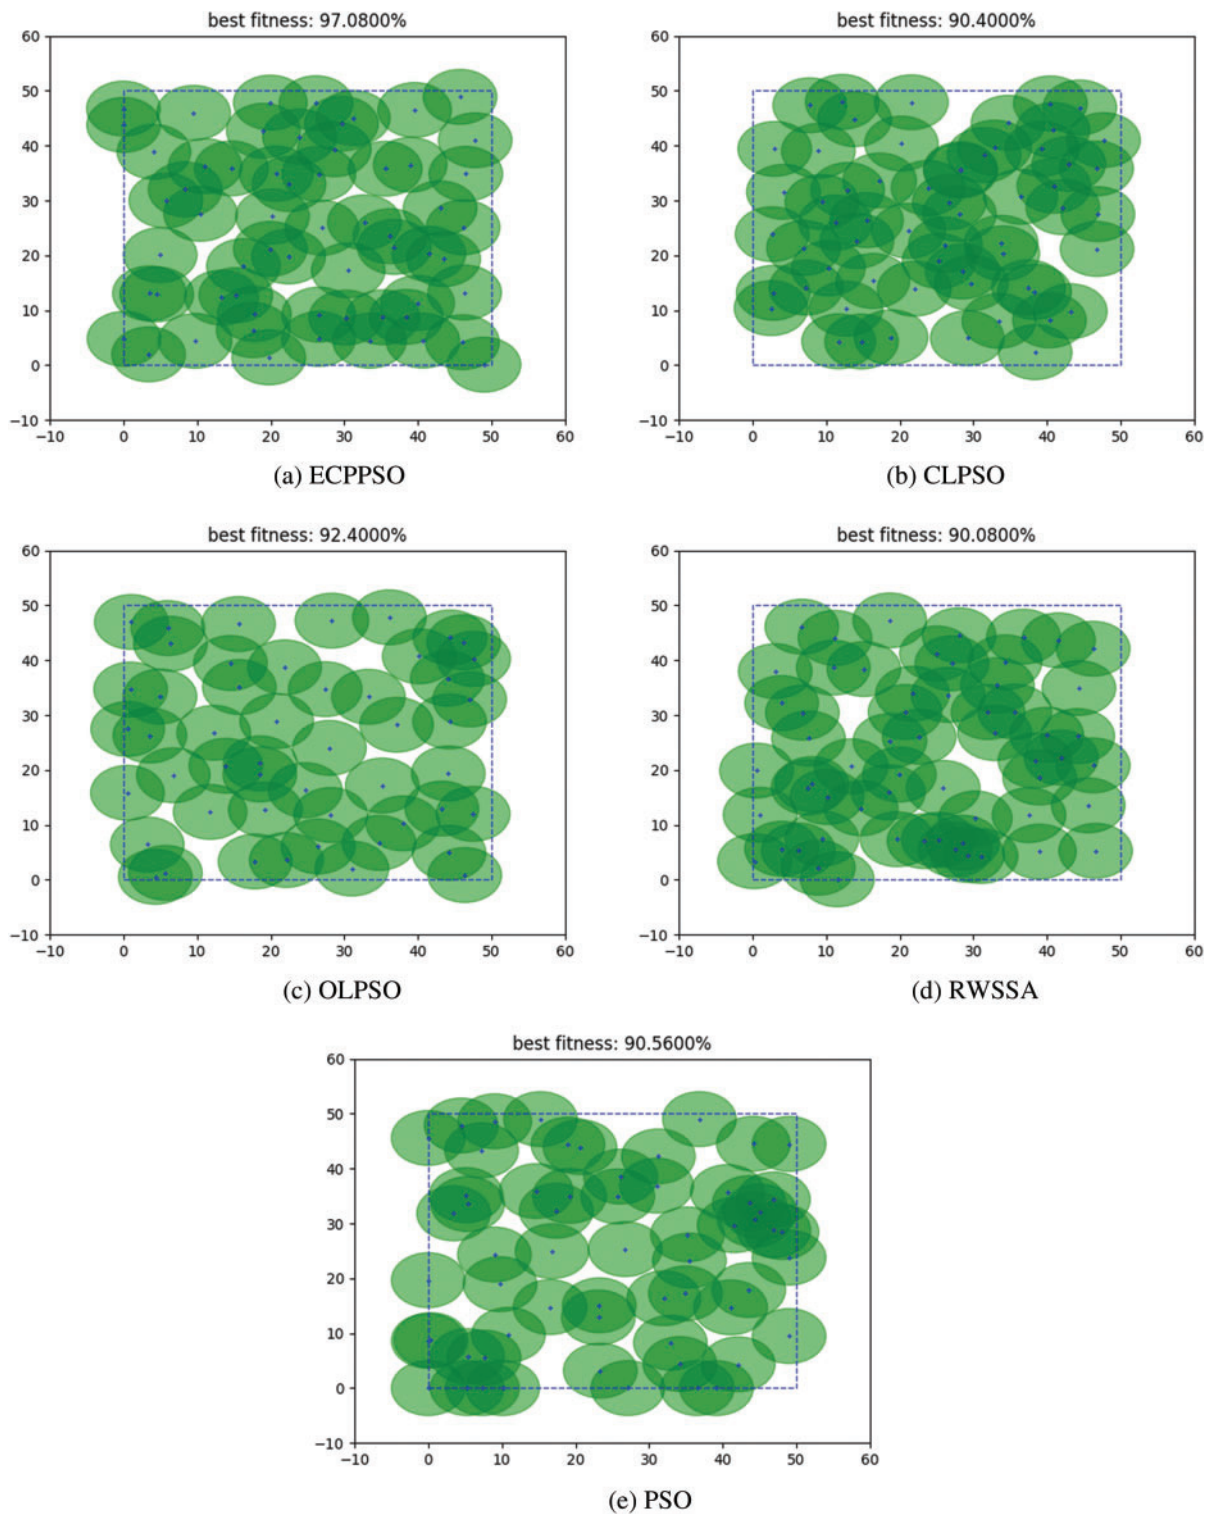 best fitness: 97.0800%
60
50
40
30
20
10
0
−10
−10 0 10 20 30 40 50 60
(a) ECPPSO
best fitness: 90.4000%
60
50
40
30
20
10
0
−10
−10 0 10 20 30 40 50 60
(b) CLPSO
best fitness: 92.4000%
60
50
40
30
20
10
0
−10
−10 0 10 20 30 40 50 60
(c) OLPSO
best fitness: 90.0800%
60
50
40
30
20
10
0
−10
−10 0 10 20 30 40 50 60
(d) RWSSA
best fitness: 90.5600%
60
50
40
30
20
10
0
−10
−10 0 10 20 30 40 50 60
(e) PSO